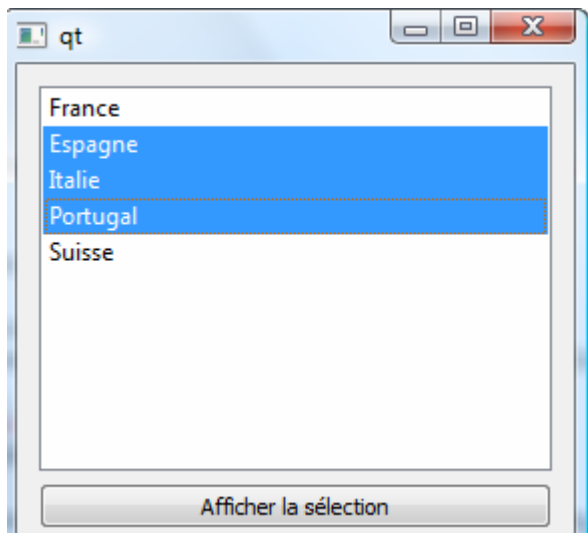 qt
France
Espagne
Italie
Portugal
Suisse
Afficher la sélection